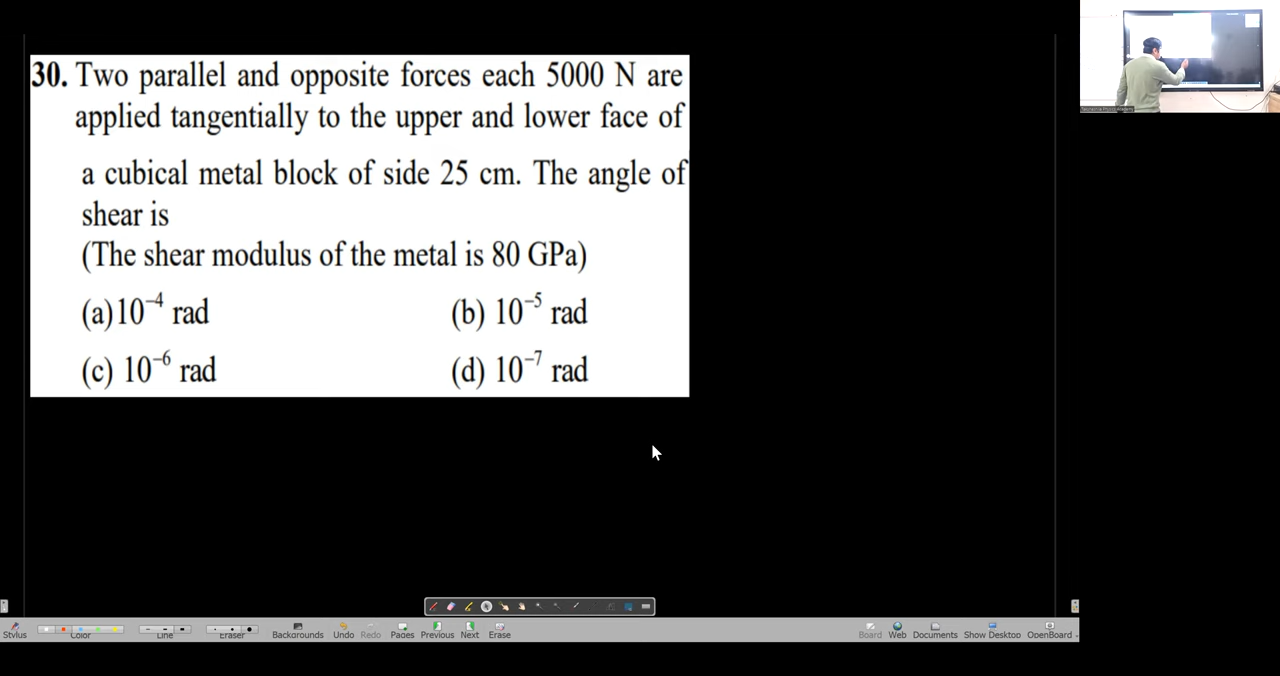 30. Two parallel and opposite forces each 5000 N are
applied tangentially to the upper and lower face of
a cubical metal block of side 25 cm. The angle of
shear is
(The shear modulus of the metal is 80 GPa)
(a)10⁻⁴ rad (b) 10⁻⁵ rad
(c) 10⁻⁶ rad (d) 10⁻⁷ rad
Stylus Color Line Eraser Backgrounds Undo Redo Pages Previous Next Erase Board Web Documents Show Desktop OpenBoard